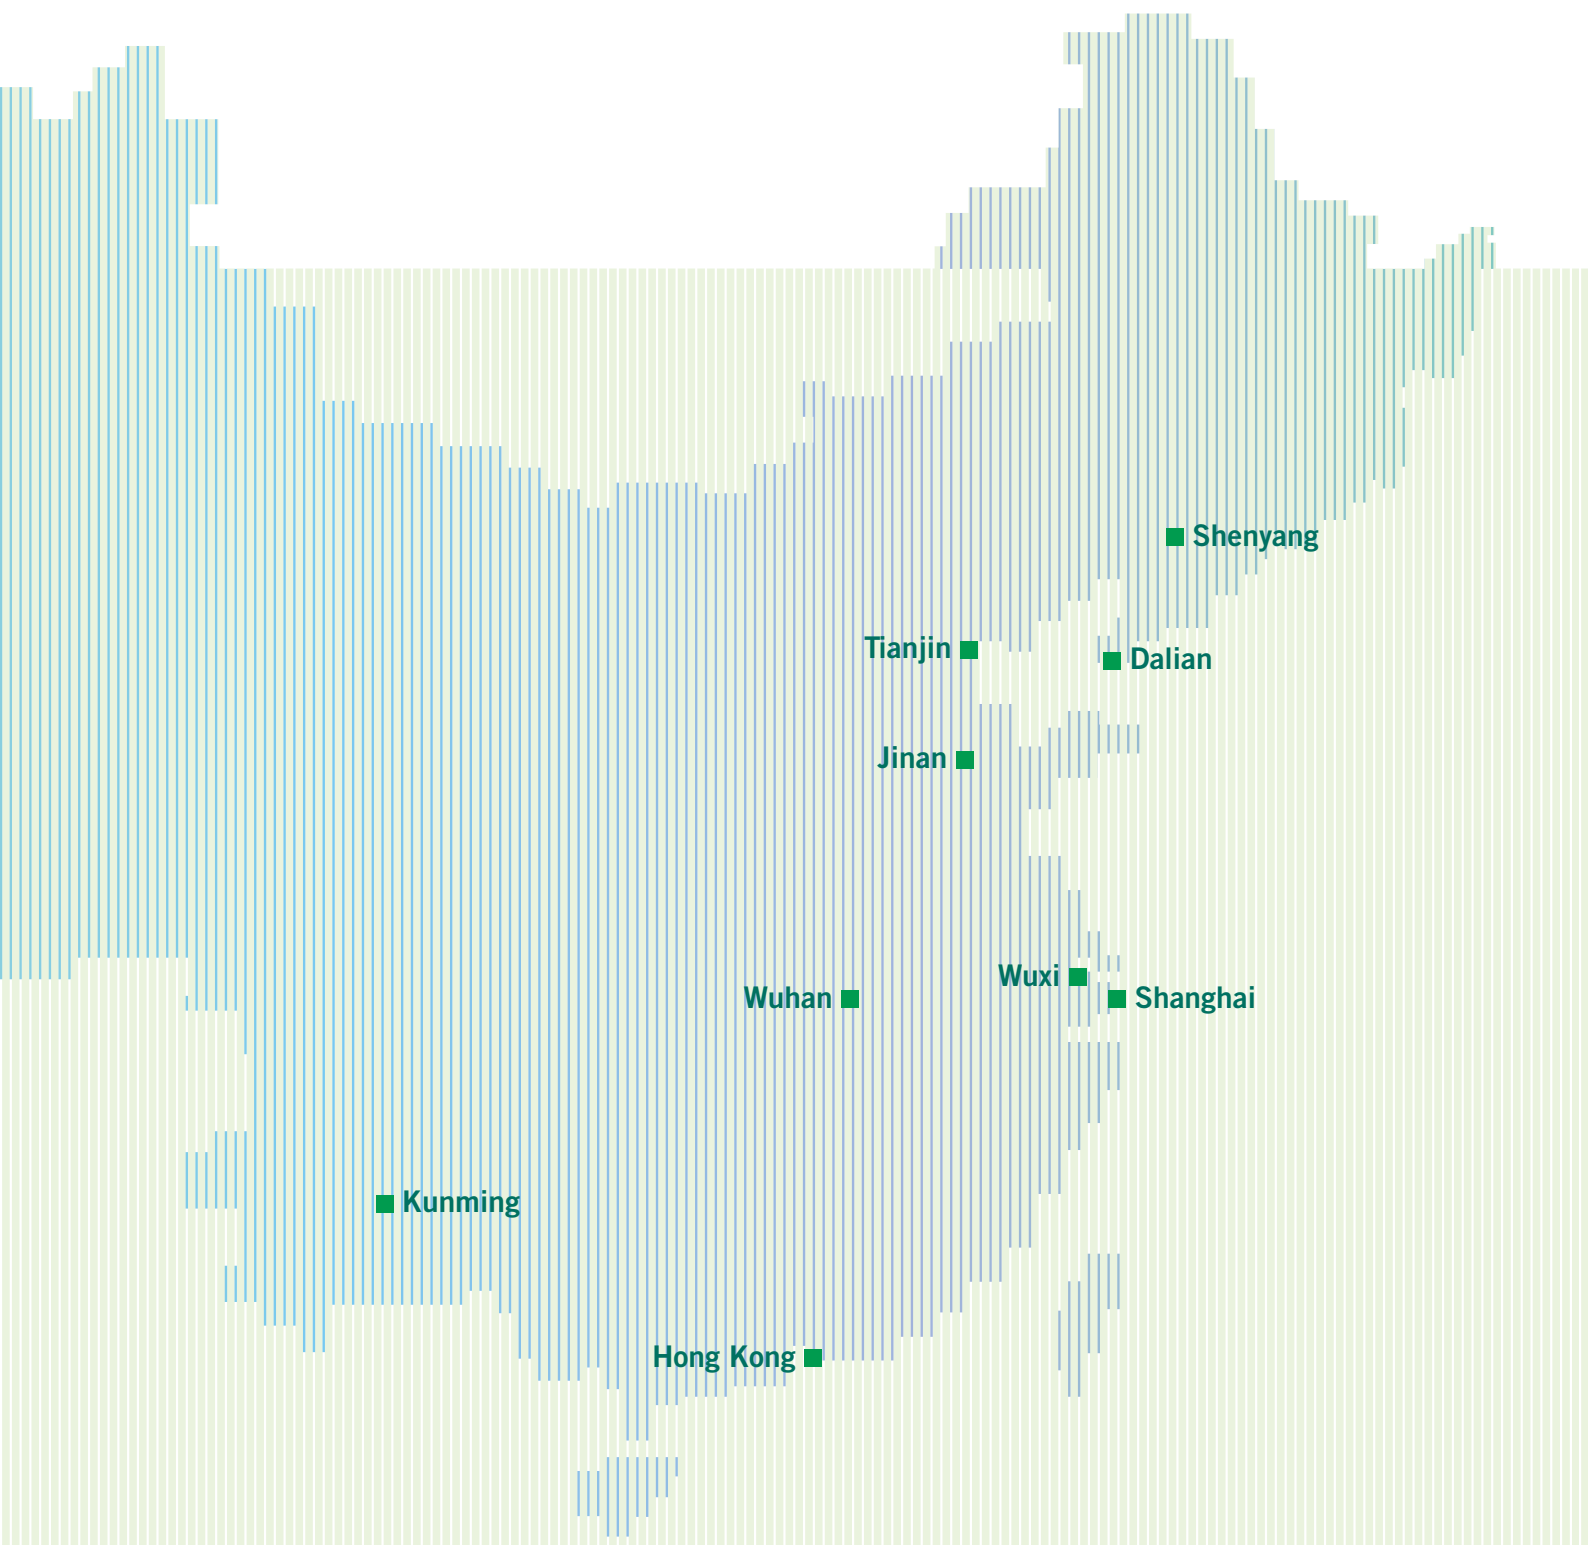 Shenyang
Tianjin
Dalian
Jinan
Wuxi
Wuhan
Shanghai
Kunming
Hong Kong